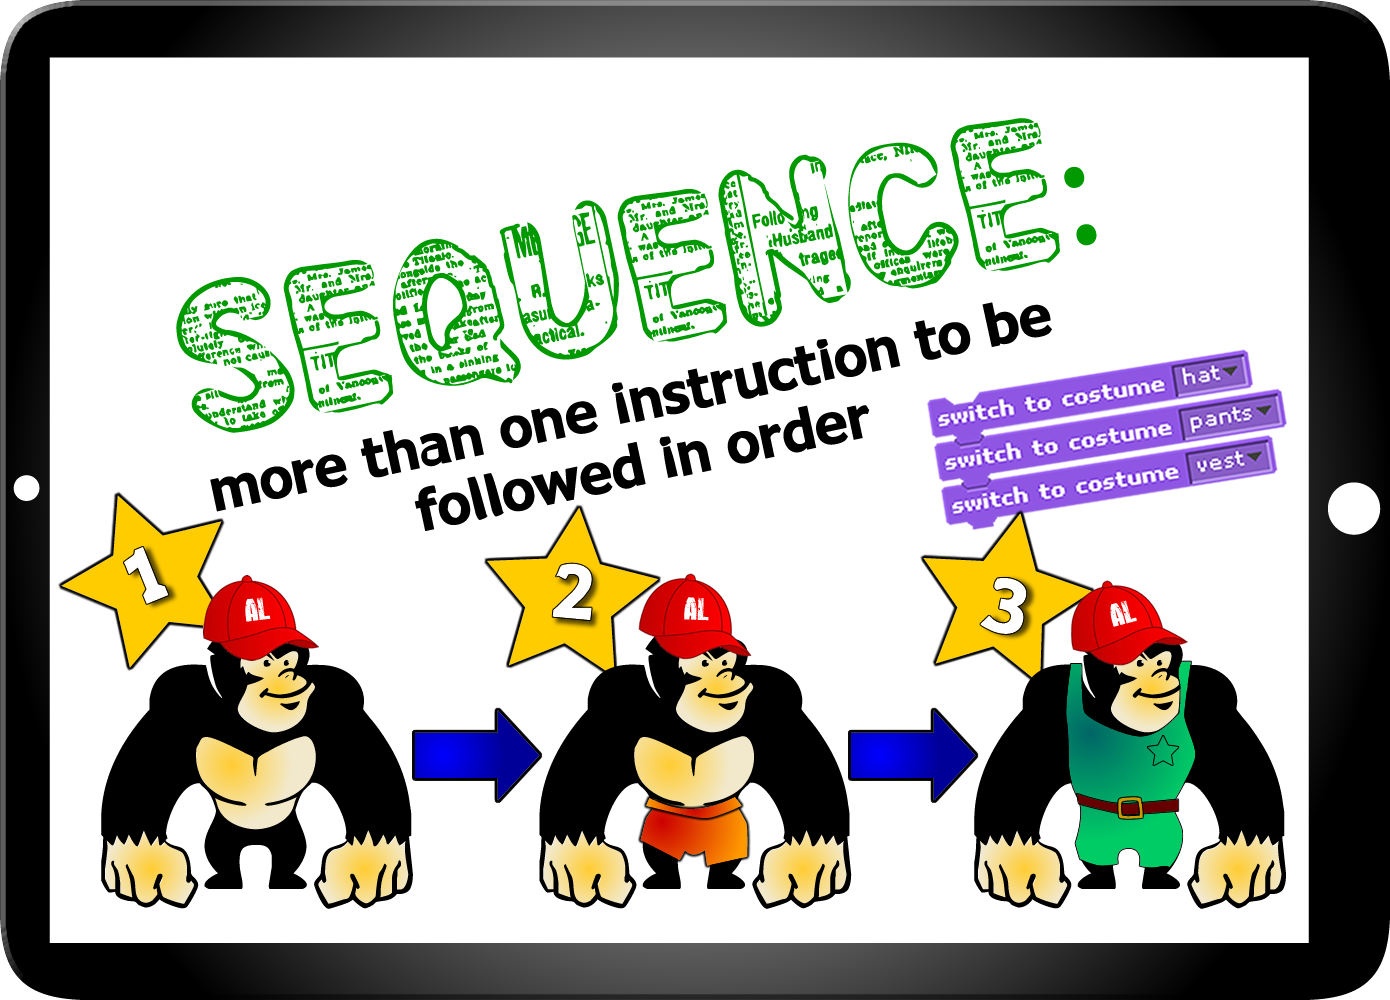 SEQUENCE:
more than one instruction to be
followed in order
switch to costume hat
switch to costume pants
switch to costume vest
1
2
3
AL
AL
AL